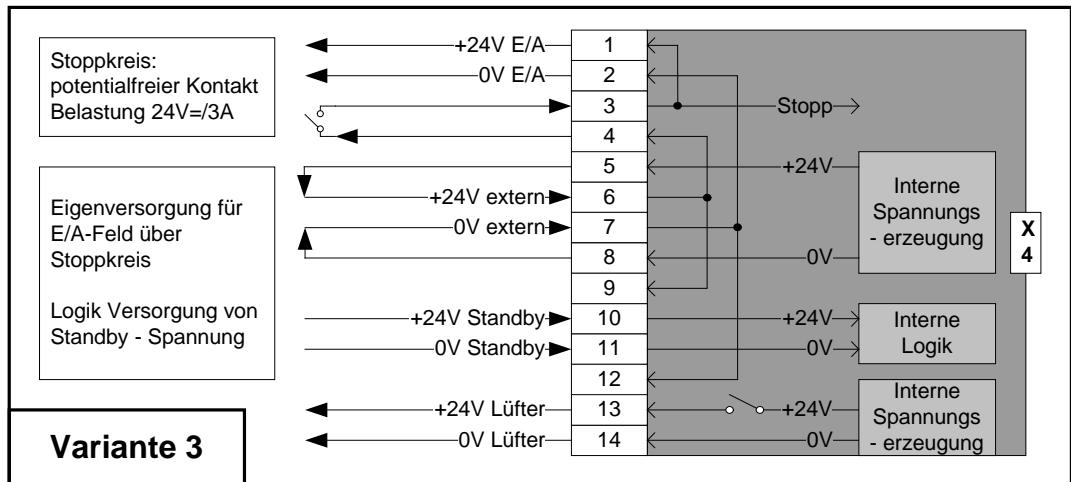 Stoppkreis:
potentialfreier Kontakt
Belastung 24V=/3A
Eigenversorgung für
E/A-Feld über
Stoppkreis
Logik Versorgung von
Standby - Spannung
Variante 3
+24V E/A
0V E/A
+24V extern
0V extern
+24V Standby
0V Standby
+24V Lüfter
0V Lüfter
1
2
3
4
5
6
7
8
9
10
11
12
13
14
Stopp
+24V
0V
+24V
0V
+24V
0V
Interne
Spannungs
- erzeugung
Interne
Logik
Interne
Spannungs
- erzeugung
X
4